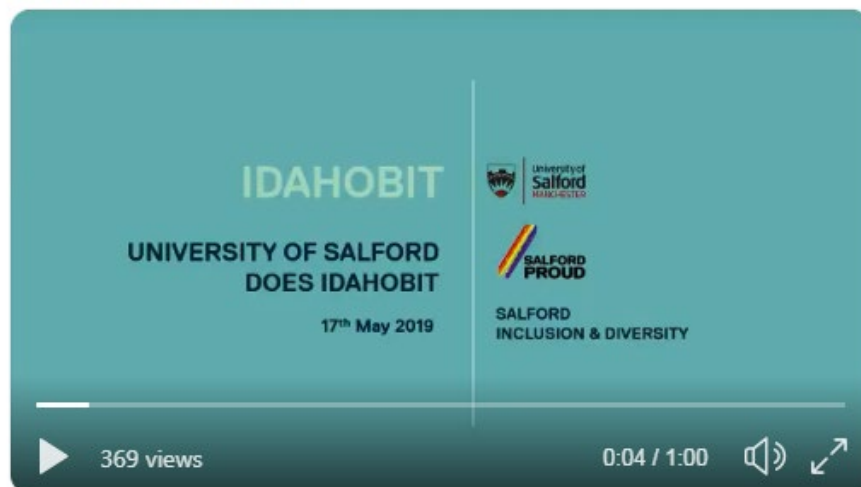 IDAHOBIT
UNIVERSITY OF SALFORD
DOES IDAHOBIT
17th May 2019
University of
Salford
MANCHESTER
SALFORD
PROUD
SALFORD
INCLUSION & DIVERSITY
369 views
0:04 / 1:00